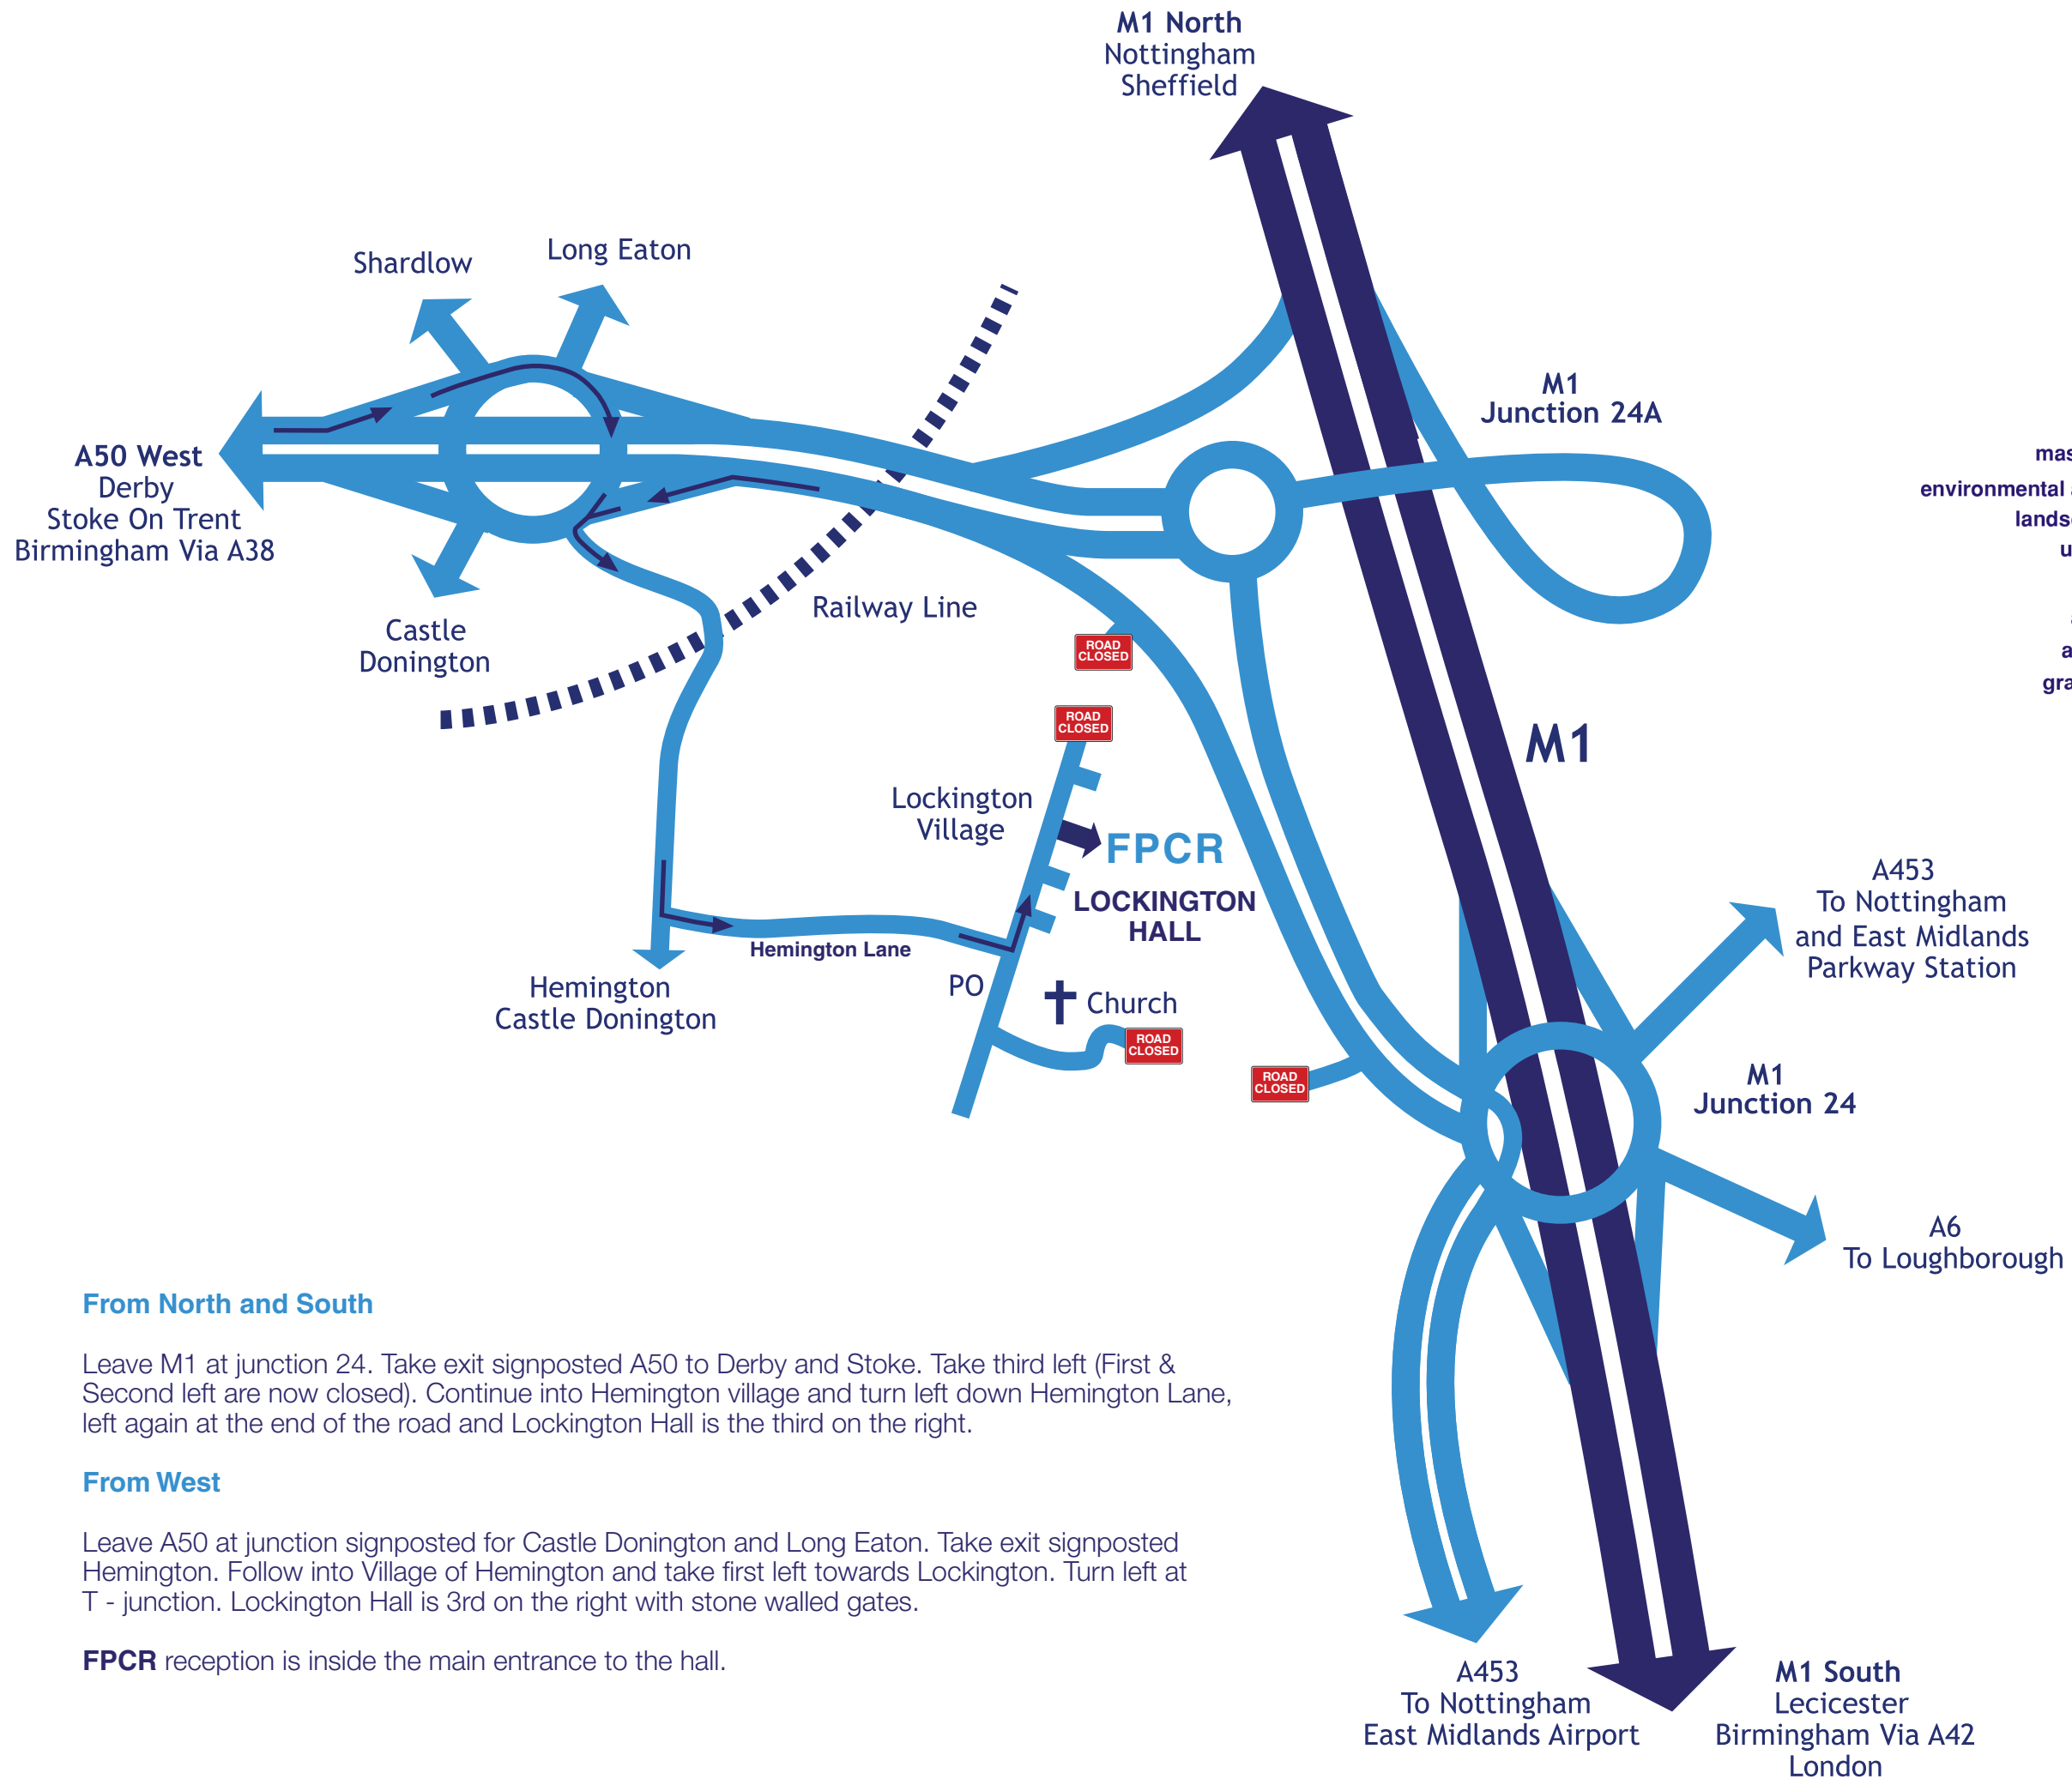 M1 North
Nottingham
Sheffield
Shardlow
Long Eaton
M1
Junction 24A
A50 West
Derby
Stoke On Trent
Birmingham Via A38
environmental
Castle
Donington
Railway Line
ROAD
CLOSED
ROAD
CLOSED
M1
Lockington
Village
FPCR
LOCKINGTON
HALL
A453
To Nottingham
and East Midlands
Parkway Station
Hemington Lane
Hemington
Castle Donington
PO
Church
ROAD
CLOSED
ROAD
CLOSED
M1
Junction 24
A6
To Loughborough
From North and South
Leave M1 at junction 24. Take exit signposted A50 to Derby and Stoke. Take third left (First &
Second left are now closed). Continue into Hemington village and turn left down Hemington Lane,
left again at the end of the road and Lockington Hall is the third on the right.
From West
Leave A50 at junction signposted for Castle Donington and Long Eaton. Take exit signposted
Hemington. Follow into Village of Hemington and take first left towards Lockington. Turn left at
T - junction. Lockington Hall is 3rd on the right with stone walled gates.
FPCR reception is inside the main entrance to the hall.
A453
To Nottingham
East Midlands Airport
M1 South
Lecicester
Birmingham Via A42
London